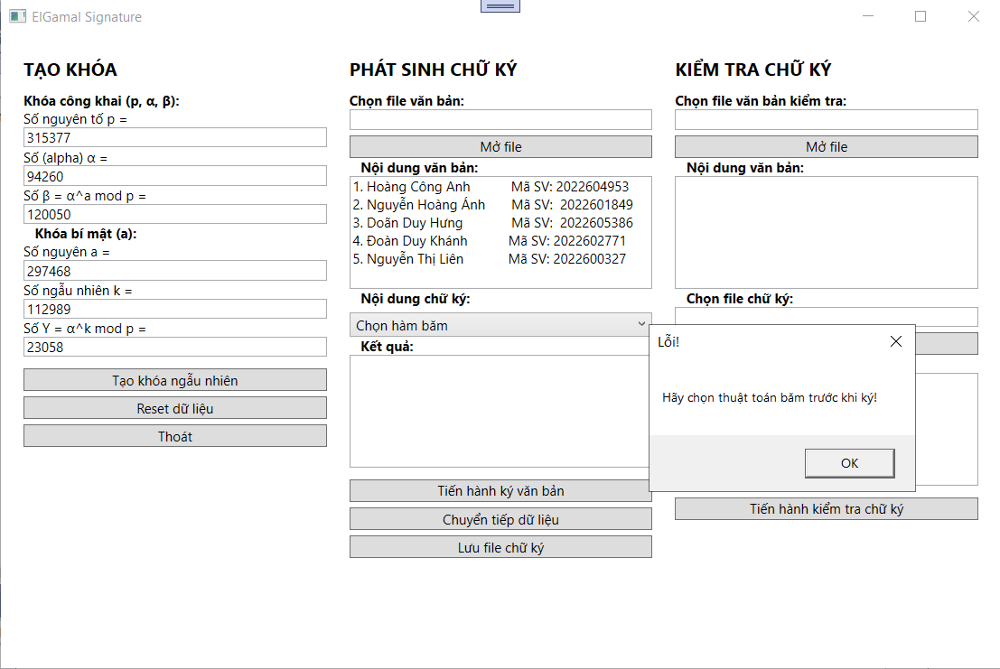 ElGamal Signature
TẠO KHÓA
Khóa công khai (p, α, β):
Số nguyên tố p =
315377
Số (alpha) α =
94260
Số β = α^a mod p =
120050
Khóa bí mật (a):
Số nguyên a =
297468
Số ngẫu nhiên k =
112989
Số Y = α^k mod p =
23058
Tạo khóa ngẫu nhiên
Reset dữ liệu
Thoát
PHÁT SINH CHỮ KÝ
Chọn file văn bản:
Mở file
Nội dung văn bản:
1. Hoàng Công Anh Mã SV: 2022604953
2. Nguyễn Hoàng Ánh Mã SV: 2022601849
3. Doãn Duy Hưng Mã SV: 2022605386
4. Đoàn Duy Khánh Mã SV: 2022602771
5. Nguyễn Thị Liên Mã SV: 2022600327
Nội dung chữ ký:
Chọn hàm băm
Kết quả:
Tiến hành ký văn bản
Chuyển tiếp dữ liệu
Lưu file chữ ký
KIỂM TRA CHỮ KÝ
Chọn file văn bản kiểm tra:
Mở file
Nội dung văn bản:
Chọn file chữ ký:
Lỗi!
Hãy chọn thuật toán băm trước khi ký!
OK
Tiến hành kiểm tra chữ ký